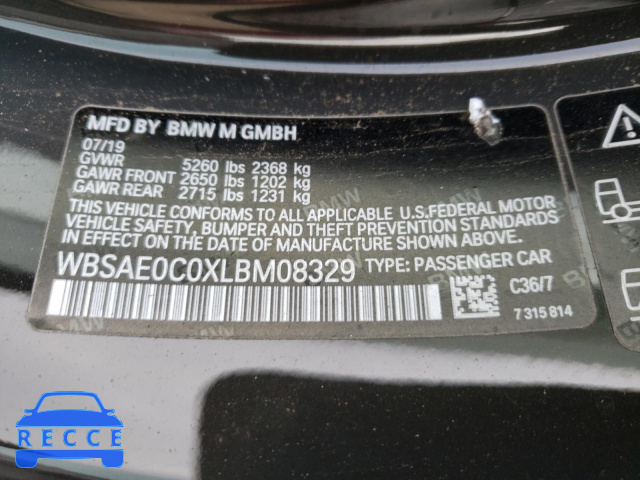 MFD BY BMW M GMBH
07/19
GVWR 5260 lbs 2368 kg
GAWR FRONT 2650 lbs 1202 kg
GAWR REAR 2715 lbs 1231 kg
THIS VEHICLE CONFORMS TO ALL APPLICABLE U.S.FEDERAL MOTOR
VEHICLE SAFETY, BUMPER AND THEFT PREVENTION STANDARDS
IN EFFECT ON THE DATE OF MANUFACTURE SHOWN ABOVE.
WBSAE0C0XLBM08329 TYPE: PASSENGER CAR
C36/7
7 315 814
RECCE